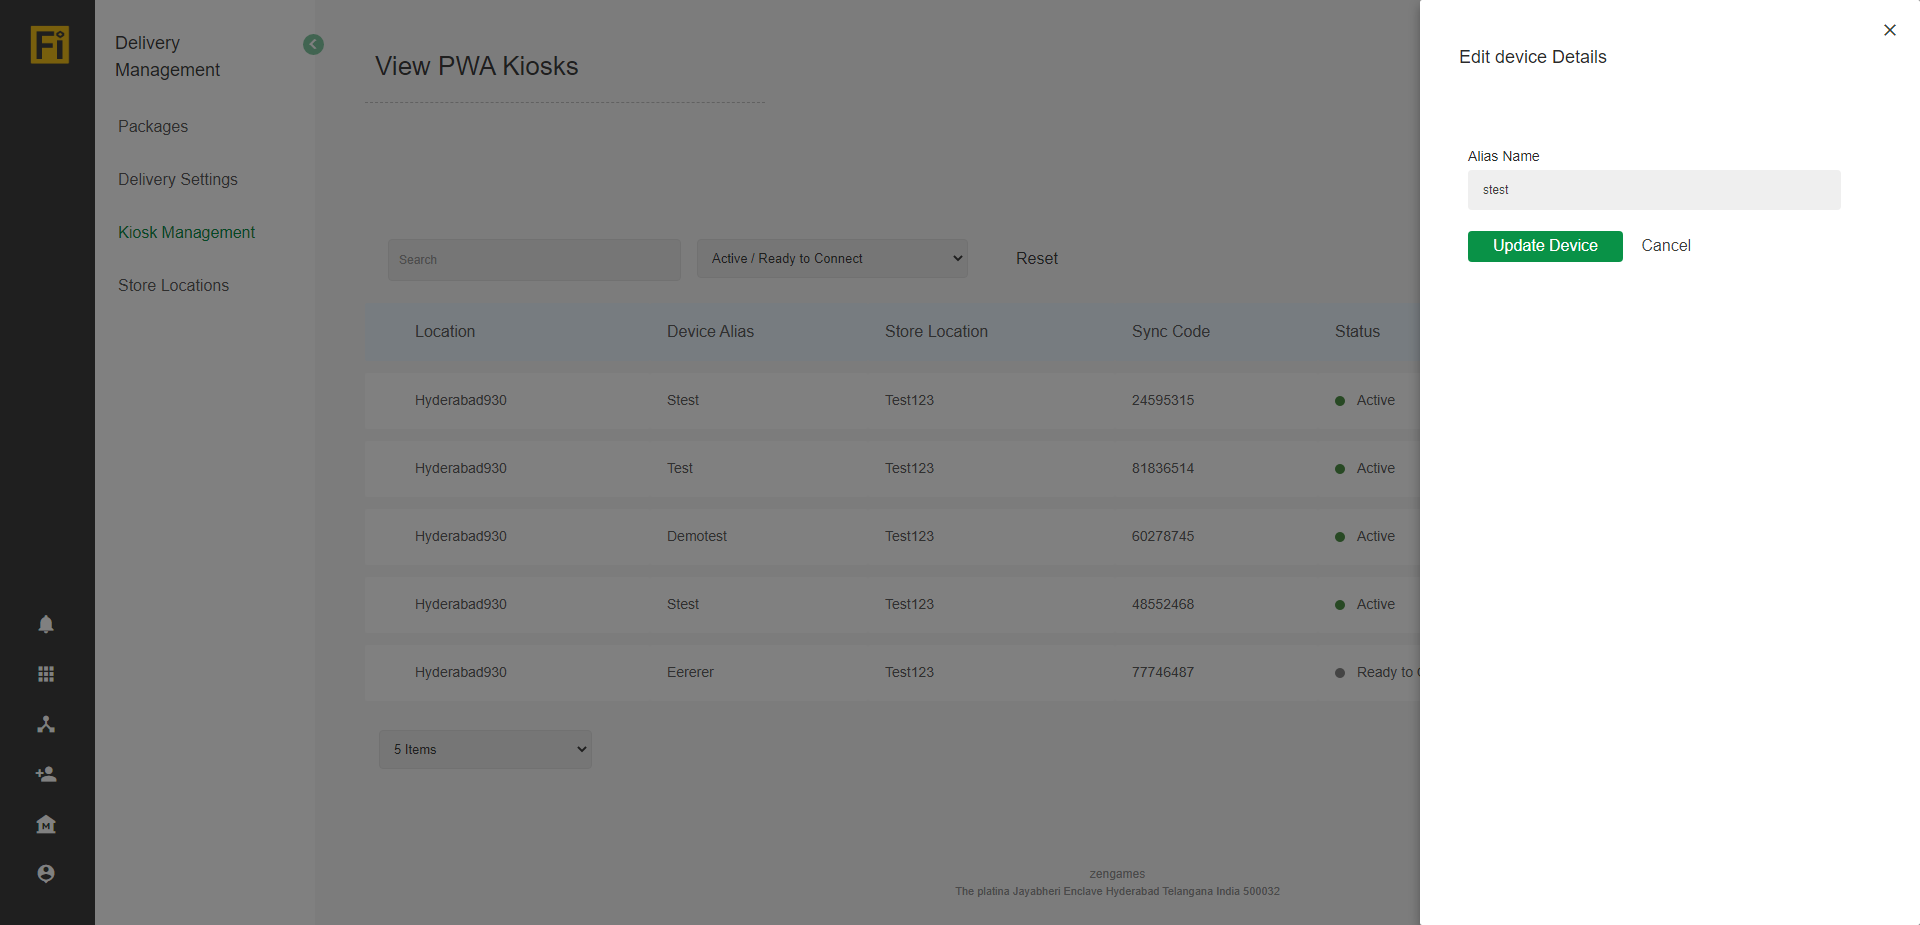 Fi
Delivery
Management
Packages
Delivery Settings
Kiosk Management
Store Locations
View PWA Kiosks
Search
Active / Ready to Connect
Reset
Location Device Alias Store Location Sync Code Status
Hyderabad930 Stest Test123 24595315 Active
Hyderabad930 Test Test123 81836514 Active
Hyderabad930 Demotest Test123 60278745 Active
Hyderabad930 Stest Test123 48552468 Active
Hyderabad930 Eererer Test123 77746487 Ready to
5 Items
zengames
The platina Jayabheri Enclave Hyderabad Telangana India 500032
Edit device Details
Alias Name
stest
Update Device
Cancel